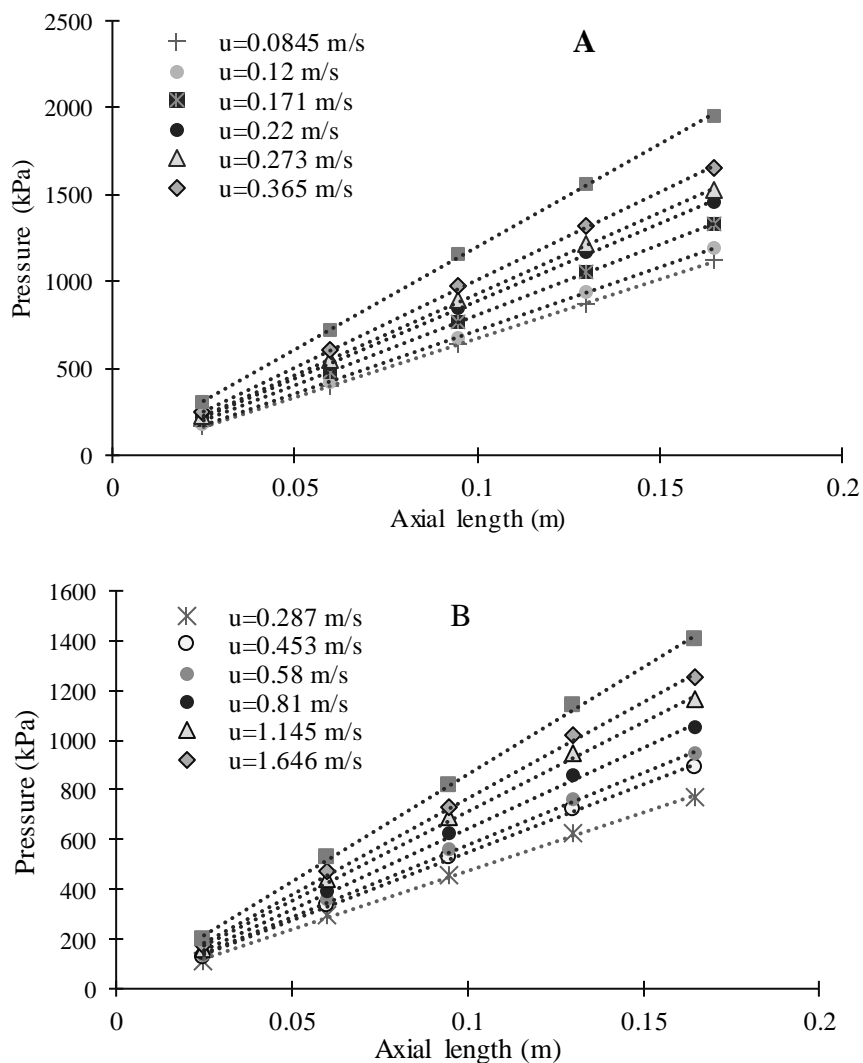 2500
2000
1500
1000
500
0
Pressure (kPa)
u=0.0845 m/s
u=0.12 m/s
u=0.171 m/s
u=0.22 m/s
u=0.273 m/s
u=0.365 m/s
A
0 0.05 0.1 0.15 0.2
Axial length (m)
1600
1400
1200
1000
800
600
400
200
0
Pressure (kPa)
u=0.287 m/s
u=0.453 m/s
u=0.58 m/s
u=0.81 m/s
u=1.145 m/s
u=1.646 m/s
B
0 0.05 0.1 0.15 0.2
Axial length (m)